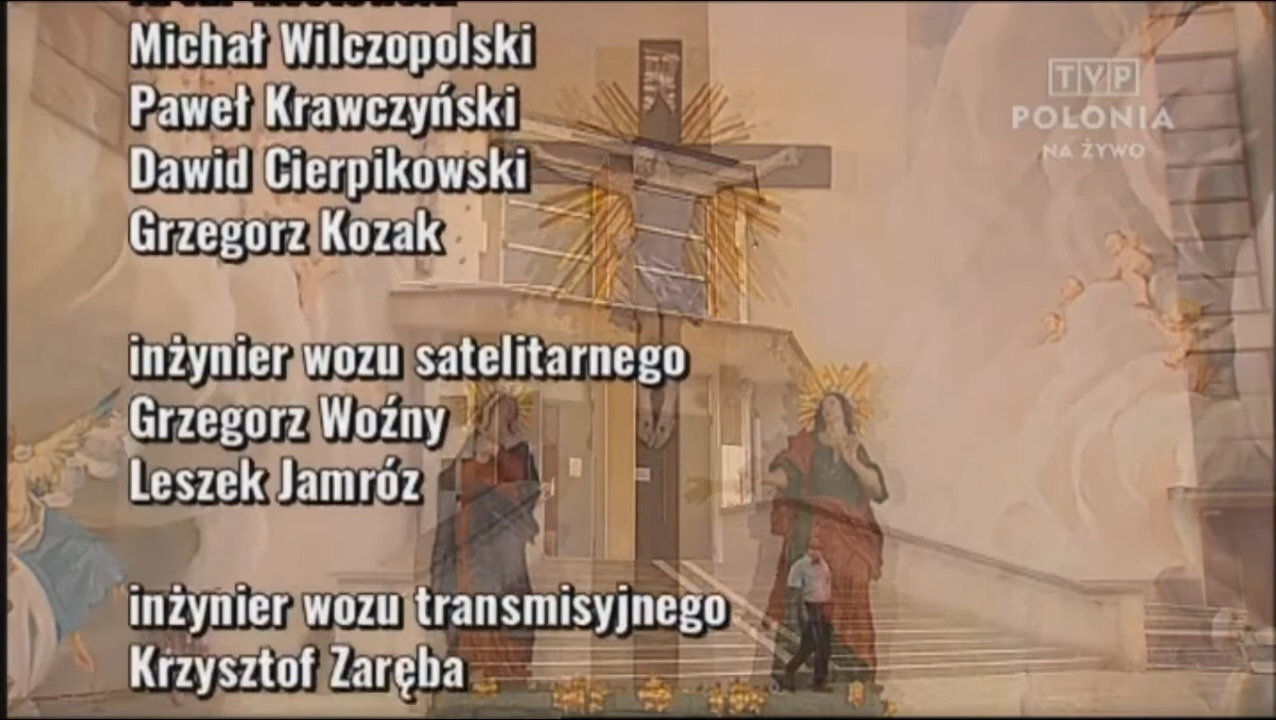 Michał Wilczopolski
Paweł Krawczyński
Dawid Cierpikowski
Grzegorz Kozak
inżynier wozu satelitarnego
Grzegorz Woźny
Leszek Jamróz
inżynier wozu transmisyjnego
Krzysztof Zaręba
TVP
POLONIA
NA ŻYWO